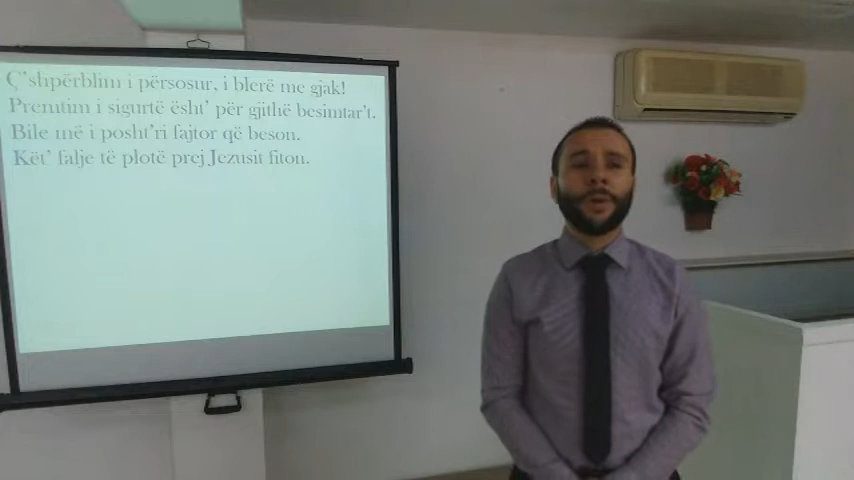 Ç'shpërblim i përsosur, i blerë me gjak!
Premtim i sigurtë ësht' për gjithë besimtar't.
Bile më i posht'ri fajtor që beson.
Kët' falje të plotë prej Jezusit fiton.